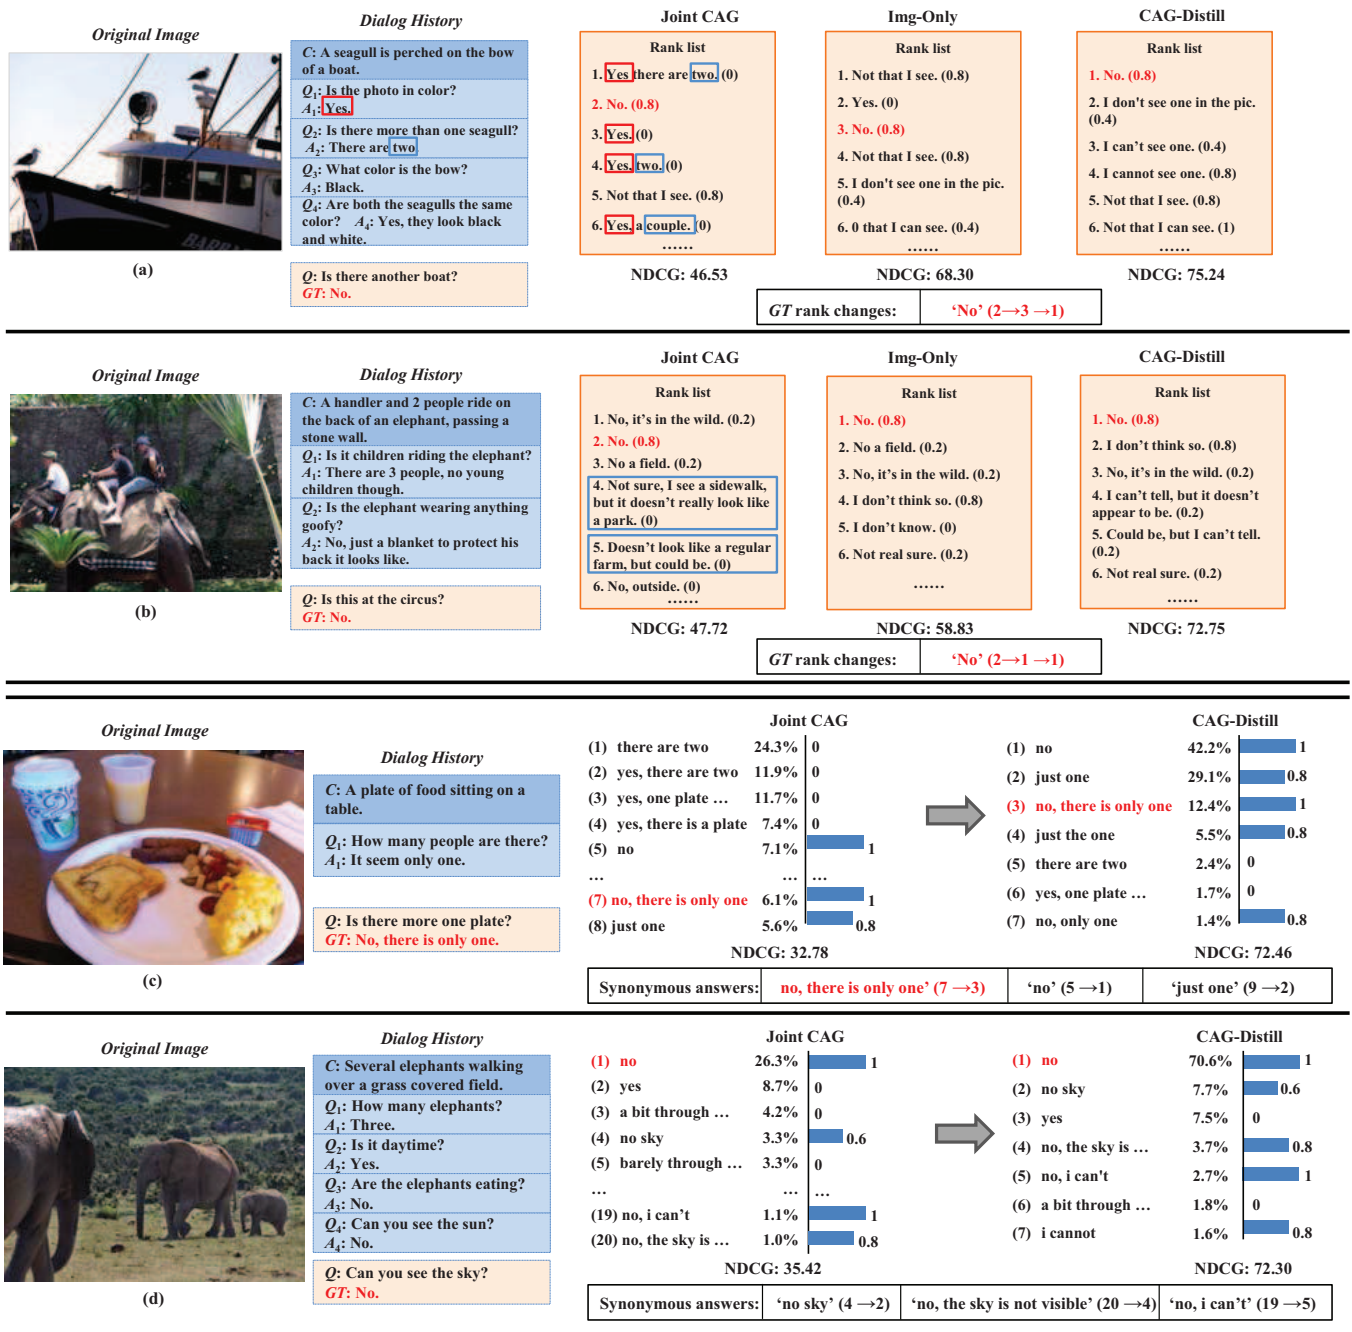 Original Image
Dialog History
C: A seagull is perched on the bow
of a boat.
Q1: Is the photo in color?
A1: Yes.
Q2: Is there more than one seagull?
A2: There are two
Q3: What color is the bow?
A3: Black.
Q4: Are both the seagulls the same
color? A4: Yes, they look black
and white.
Q: Is there another boat?
GT: No.
(a)
Joint CAG
Rank list
1. Yes there are two. (0)
2. No. (0.8)
3. Yes. (0)
4. Yes, two. (0)
5. Not that I see. (0.8)
6. Yes, a couple. (0)
......
NDCG: 46.53
Img-Only
Rank list
1. Not that I see. (0.8)
2. Yes. (0)
3. No. (0.8)
4. Not that I see. (0.8)
5. I don't see one in the pic.
(0.4)
6. 0 that I can see. (0.4)
......
NDCG: 68.30
CAG-Distill
Rank list
1. No. (0.8)
2. I don't see one in the pic.
(0.4)
3. I can't see one. (0.4)
4. I cannot see one. (0.8)
5. Not that I see. (0.8)
6. Not that I can see. (1)
......
NDCG: 75.24
GT rank changes: ‘No’ (2→3 →1)
Original Image
Dialog History
C: A handler and 2 people ride on
the back of an elephant, passing a
stone wall.
Q1: Is it children riding the elephant?
A1: There are 3 people, no young
children though.
Q2: Is the elephant wearing anything
goofy?
A2: No, just a blanket to protect his
back it looks like.
Q: Is this at the circus?
GT: No.
(b)
Joint CAG
Rank list
1. No, it’s in the wild. (0.2)
2. No. (0.8)
3. No a field. (0.2)
4. Not sure, I see a sidewalk,
but it doesn’t really look like
a park. (0)
5. Doesn’t look like a regular
farm, but could be. (0)
6. No, outside. (0)
......
NDCG: 47.72
Img-Only
Rank list
1. No. (0.8)
2. No a field. (0.2)
3. No, it’s in the wild. (0.2)
4. I don’t think so. (0.8)
5. I don’t know. (0)
6. Not real sure. (0.2)
......
NDCG: 58.83
CAG-Distill
Rank list
1. No. (0.8)
2. I don’t think so. (0.8)
3. No, it’s in the wild. (0.2)
4. I can’t tell, but it doesn’t
appear to be. (0.2)
5. Could be, but I can’t tell.
(0.2)
6. Not real sure. (0.2)
......
NDCG: 72.75
GT rank changes: ‘No’ (2→1 →1)
Original Image
Dialog History
C: A plate of food sitting on a
table.
Q1: How many people are there?
A1: It seem only one.
Q: Is there more one plate?
GT: No, there is only one.
(c)
Joint CAG
(1) there are two 24.3% 0
(2) yes, there are two 11.9% 0
(3) yes, one plate … 11.7% 0
(4) yes, there is a plate 7.4% 0
(5) no 7.1% 1
… … …
(7) no, there is only one 6.1% 1
(8) just one 5.6% 0.8
NDCG: 32.78
CAG-Distill
(1) no 42.2% 1
(2) just one 29.1% 0.8
(3) no, there is only one 12.4% 1
(4) just the one 5.5% 0.8
(5) there are two 2.4% 0
(6) yes, one plate … 1.7% 0
(7) no, only one 1.4% 0.8
NDCG: 72.46
Synonymous answers: no, there is only one’ (7 →3) ‘no’ (5 →1) ‘just one’ (9 →2)
Original Image
Dialog History
C: Several elephants walking
over a grass covered field.
Q1: How many elephants?
A1: Three.
Q2: Is it daytime?
A2: Yes.
Q3: Are the elephants eating?
A3: No.
Q4: Can you see the sun?
A4: No.
Q: Can you see the sky?
GT: No.
(d)
Joint CAG
(1) no 26.3% 1
(2) yes 8.7% 0
(3) a bit through … 4.2% 0
(4) no sky 3.3% 0.6
(5) barely through … 3.3% 0
… … …
(19) no, i can’t 1.1% 1
(20) no, the sky is … 1.0% 0.8
NDCG: 35.42
CAG-Distill
(1) no 70.6% 1
(2) no sky 7.7% 0.6
(3) yes 7.5% 0
(4) no, the sky is … 3.7% 0.8
(5) no, i can't 2.7% 1
(6) a bit through … 1.8% 0
(7) i cannot 1.6% 0.8
NDCG: 72.30
Synonymous answers: ‘no sky’ (4 →2) ‘no, the sky is not visible’ (20 →4) ‘no, i can’t’ (19 →5)